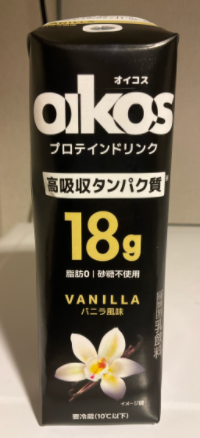 オイコス
oikos
プロテインドリンク
高吸収タンパク質
18g
脂肪0 | 砂糖不使用
VANILLA
バニラ風味
イメージ図
要冷蔵(10℃以下)